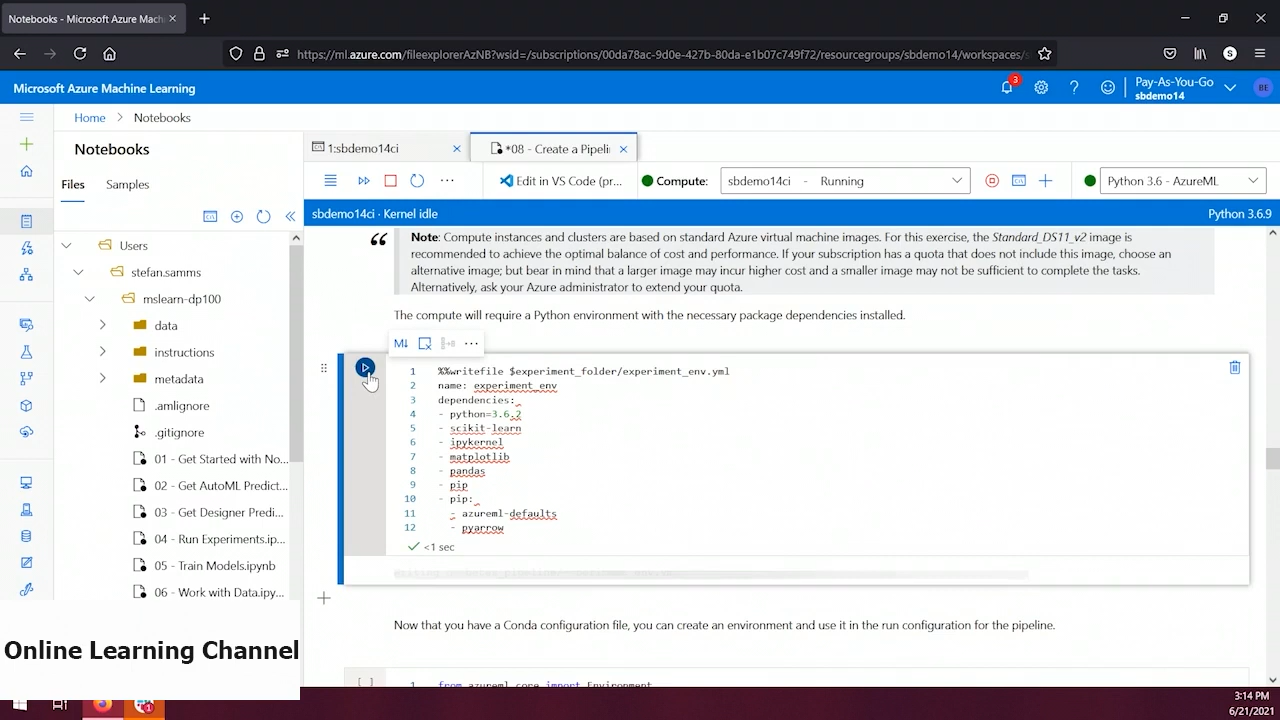 Notebooks - Microsoft Azure Mach
https://ml.azure.com/fileexplorerAzNB?wsid=/subscriptions/00da78ac-9d0e-427b-80da-e1b07c749f72/resourcegroups/sbdemo14/workspaces/s
S
Microsoft Azure Machine Learning
3
Pay-As-You-Go
sbdemo14
BE
Home > Notebooks
Notebooks
Files
Samples
Users
stefan.samms
mslearn-dp100
data
instructions
metadata
.amlignore
.gitignore
01 - Get Started with No...
02 - Get AutoML Predict...
03 - Get Designer Predi...
04 - Run Experiments.ip...
05 - Train Models.ipynb
06 - Work with Data.ipy...
1:sbdemo14ci
*08 - Create a Pipeli
Edit in VS Code (pr...
Compute:
sbdemo14ci - Running
Python 3.6 - AzureML
sbdemo14ci · Kernel idle
Python 3.6.9
Note: Compute instances and clusters are based on standard Azure virtual machine images. For this exercise, the Standard_DS11_v2 image is
recommended to achieve the optimal balance of cost and performance. If your subscription has a quota that does not include this image, choose an
alternative image; but bear in mind that a larger image may incur higher cost and a smaller image may not be sufficient to complete the tasks.
Alternatively, ask your Azure administrator to extend your quota.
The compute will require a Python environment with the necessary package dependencies installed.
M↓
1 %%writefile $experiment_folder/experiment_env.yml
2 name: experiment_env
3 dependencies:
4 - python=3.6.2
5 - scikit-learn
6 - ipykernel
7 - matplotlib
8 - pandas
9 - pip
10 - pip:
11 - azureml-defaults
12 - pyarrow
<1 sec
Now that you have a Conda configuration file, you can create an environment and use it in the run configuration for the pipeline.
[ ]
1 from azureml.core import Environment
Online Learning Channel
1
3:14 PM
6/21/2021